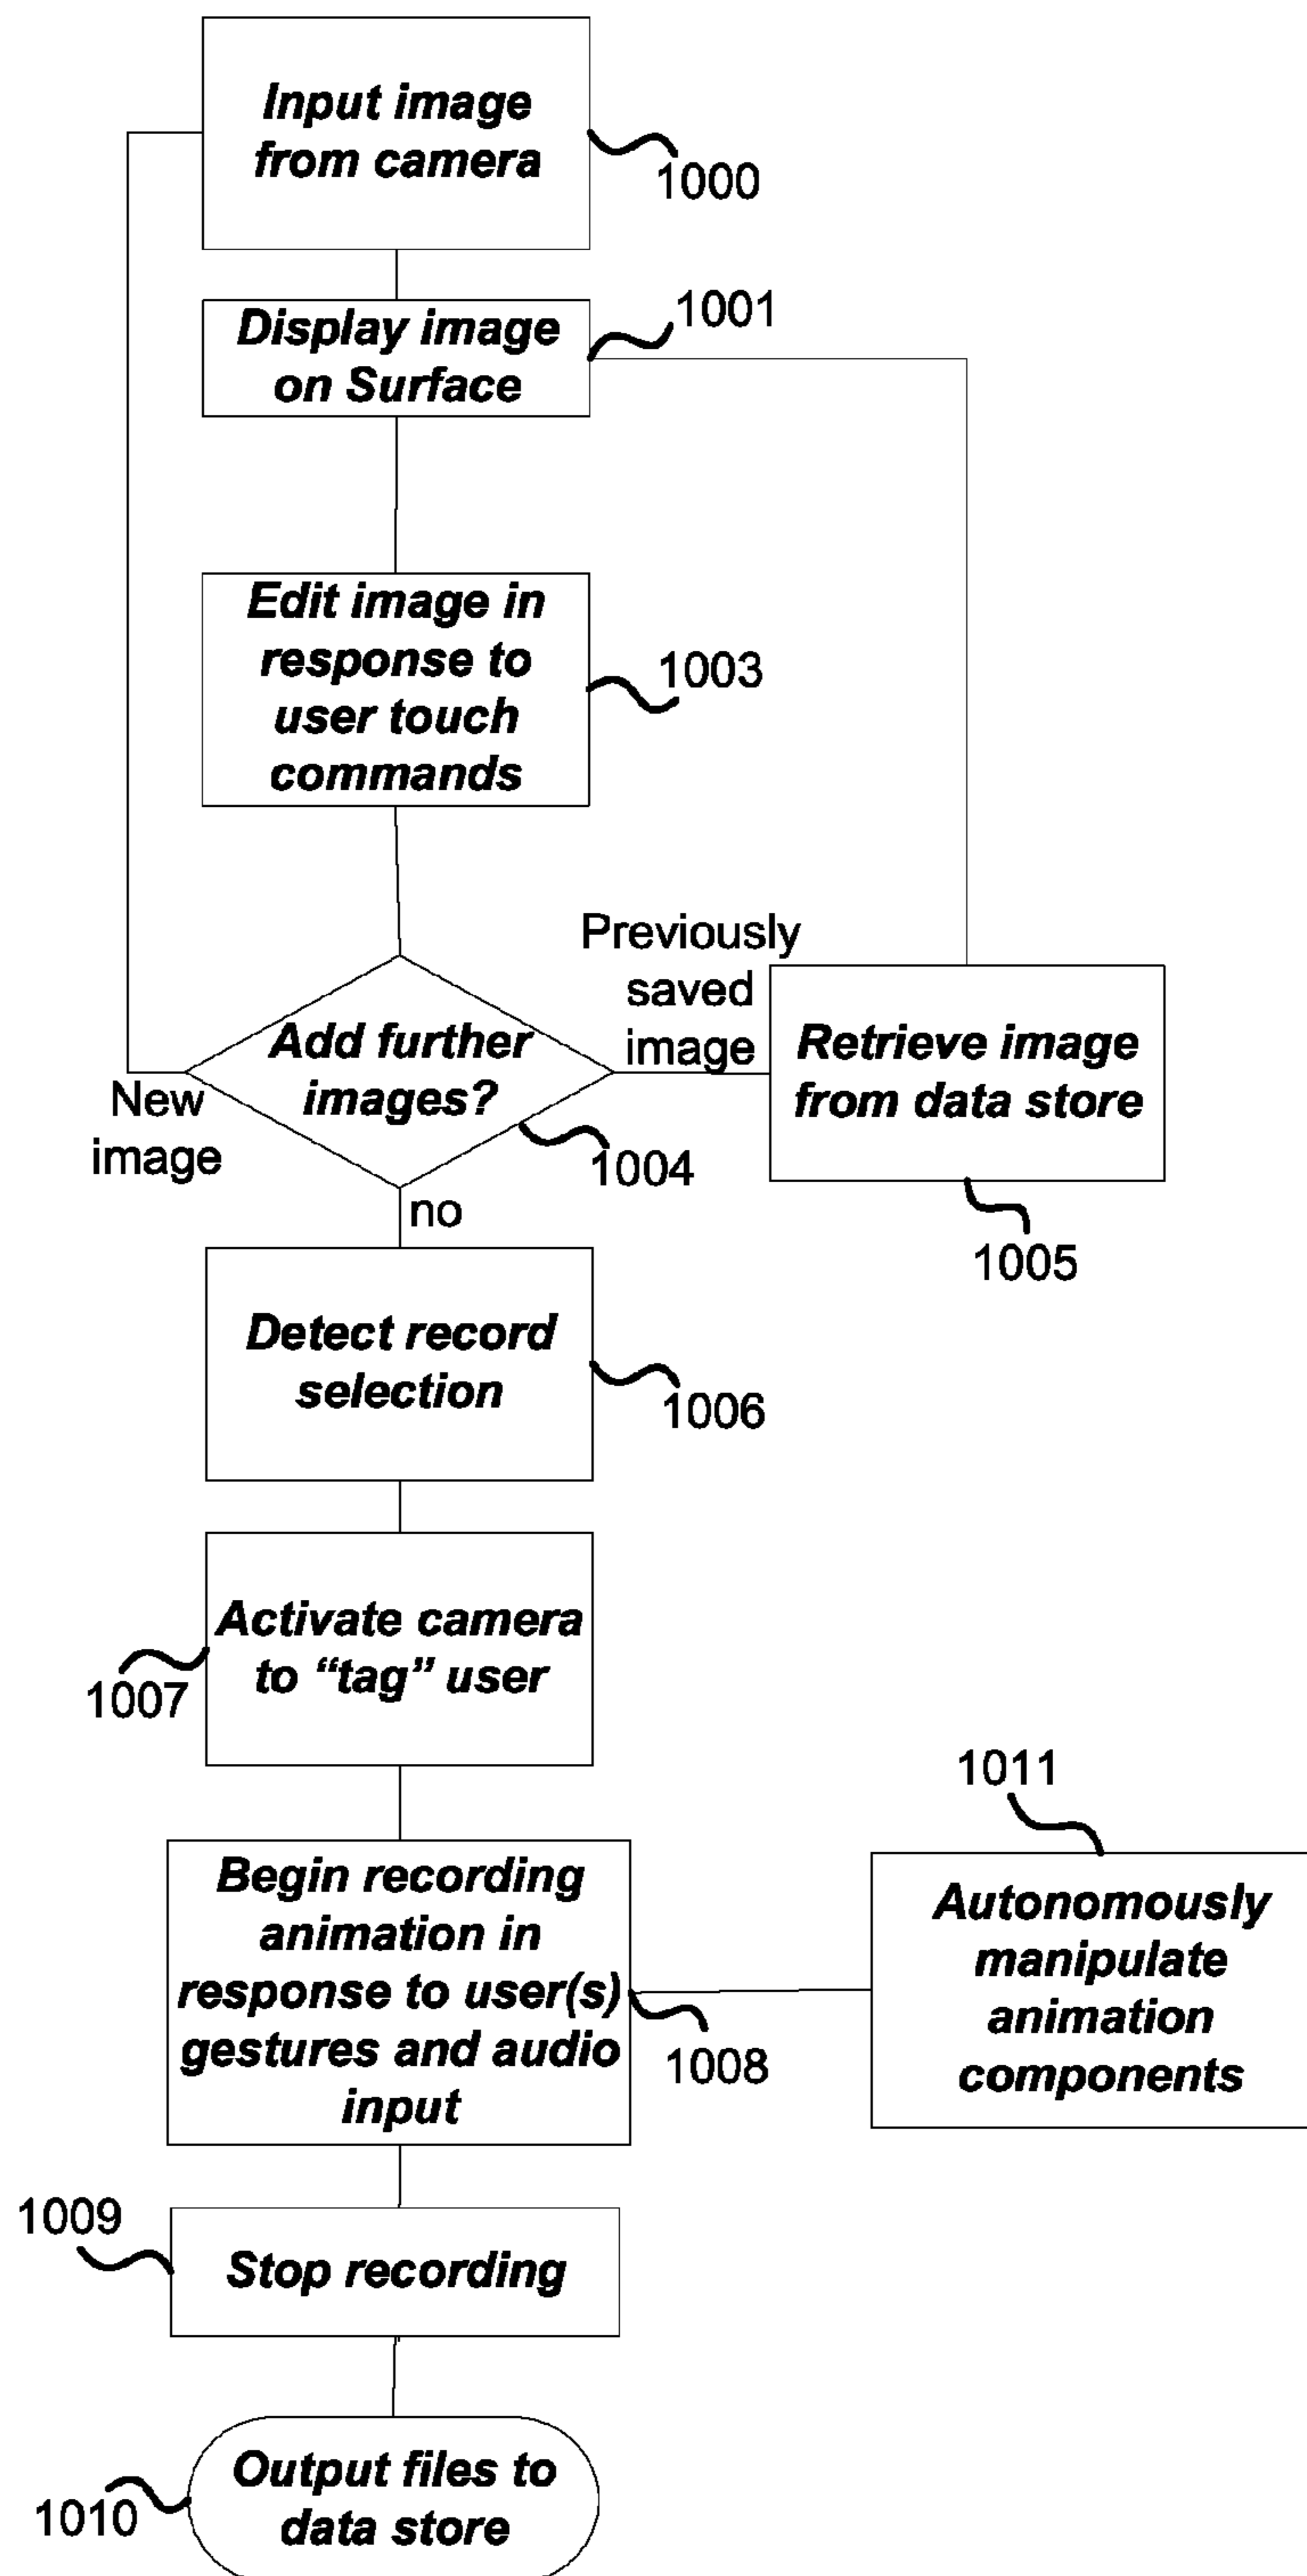 Input image
from camera
1000
Display image
on Surface
1001
Edit image in
response to
user touch
commands
1003
Previously
saved
image
Add further
images?
1004
New
image
Retrieve image
from data store
1005
no
Detect record
selection
1006
Activate camera
to “tag” user
1007
1011
Begin recording
animation in
response to user(s)
gestures and audio
input
1008
Autonomously
manipulate
animation
components
1009
Stop recording
Output files to
data store
1010